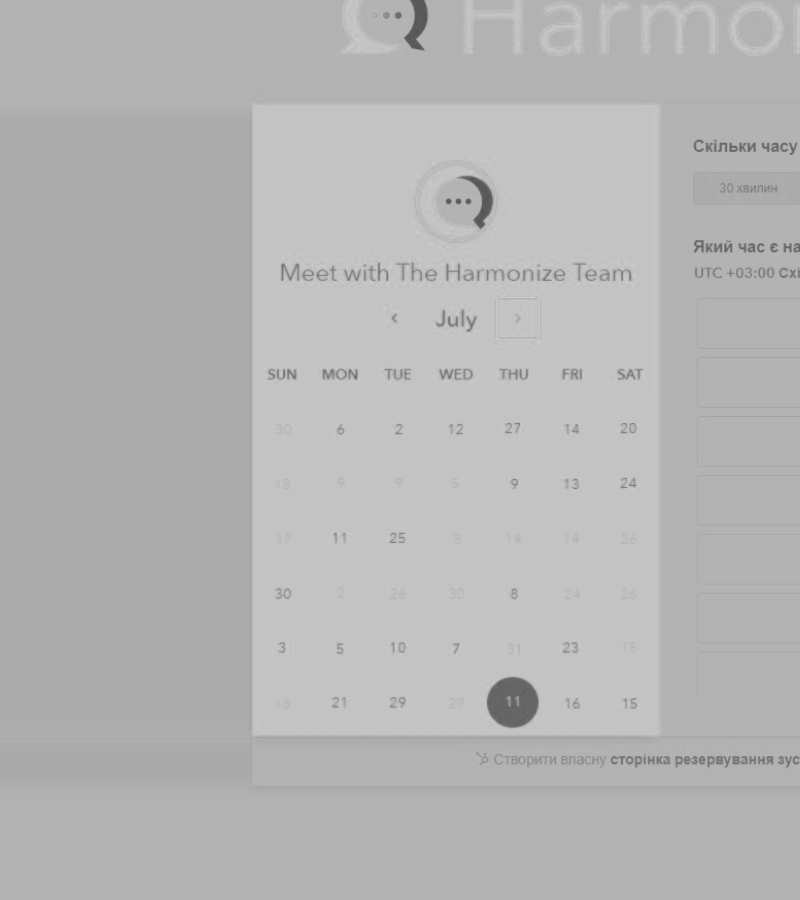 Harmon
Скільки часу
30 хвилин
Meet with The Harmonize Team
July
SUN MON TUE WED THU FRI SAT
30 6 2 12 27 14 20
18 9 9 5 9 13 24
17 11 25 3 14 14 26
30 2 26 30 8 24 26
3 5 10 7 31 23 15
18 21 29 29 11 16 15
Який час є на
UTC +03:00 Схі
Створити власну сторінка резервування зус